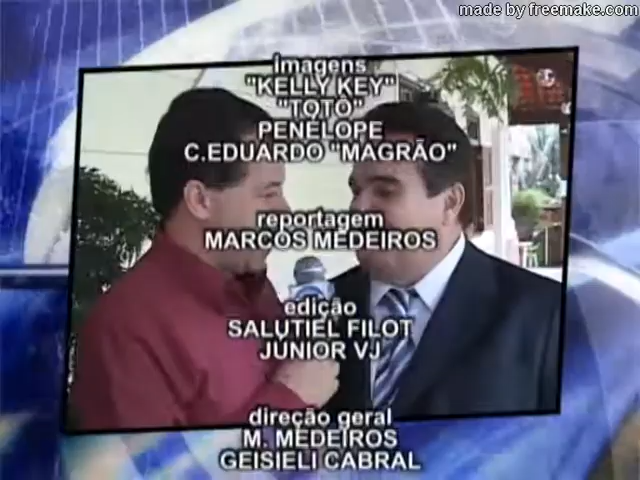 made by freemake.com
imagens
"KELLY KEY"
"TOTÓ"
PENÉLOPE
C.EDUARDO "MAGRÃO"
reportagem
MARCOS MEDEIROS
edição
SALUTIEL FILOT
JÚNIOR VJ
direção geral
M. MEDEIROS
GEISIELI CABRAL